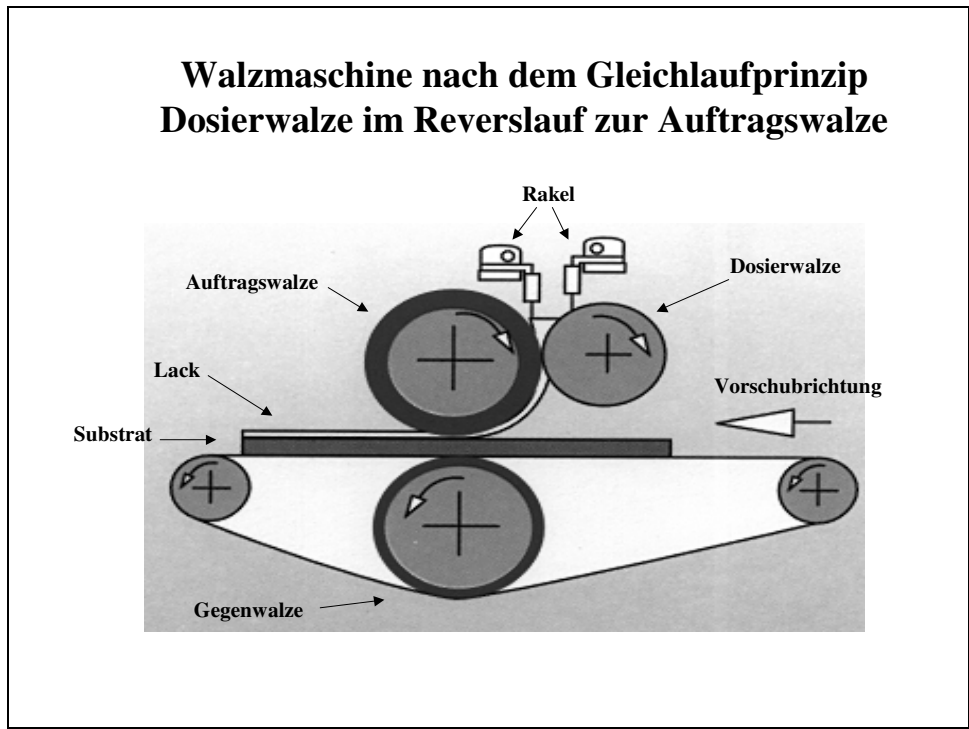 Walzmaschine nach dem Gleichlaufprinzip
Dosierwalze im Reverslauf zur Auftragswalze
Rakel
Dosierwalze
Auftragswalze
Lack
Vorschubrichtung
Substrat
Gegenwalze